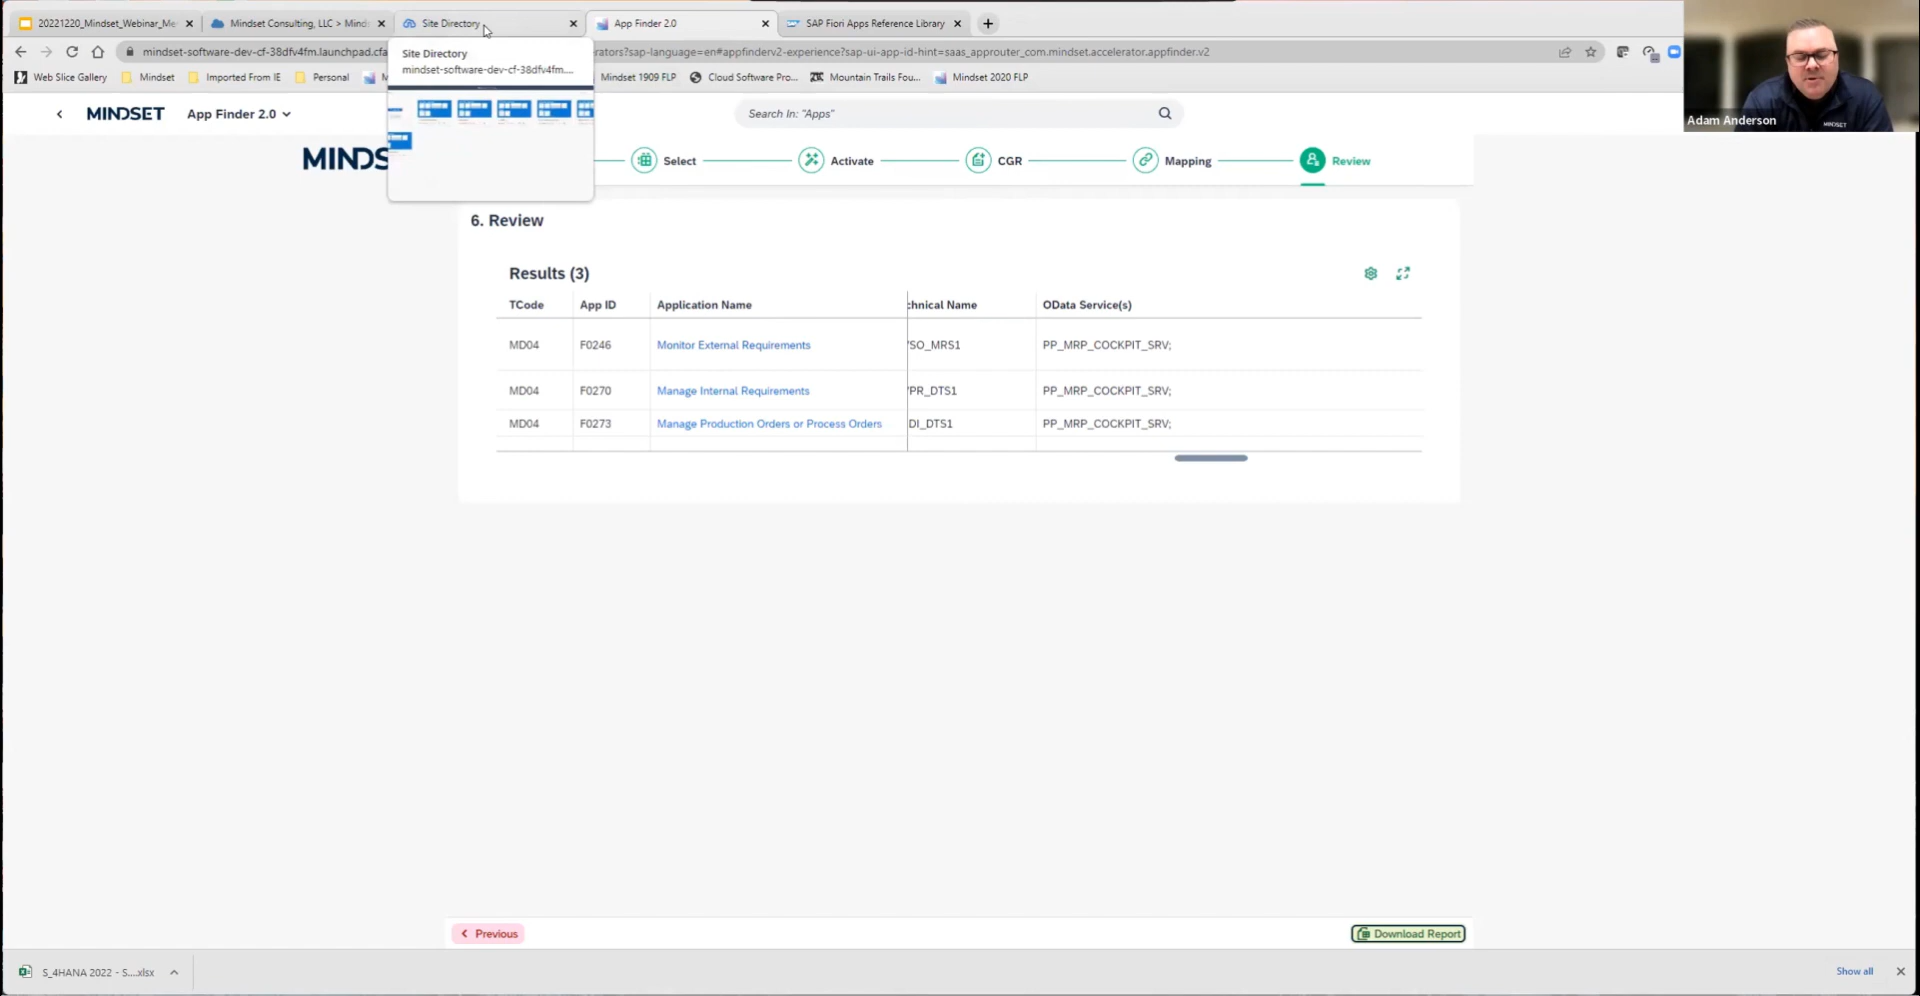 20221220_Mindset_Webinar_Me
Mindset Consulting, LLC > Minds
Site Directory
App Finder 2.0
SAP Fiori Apps Reference Library
mindset-software-dev-cf-38dfv4fm.launchpad.cfa
rators?sap-language=en#appfinderv2-experience?sap-ui-app-id-hint=saas_approuter_com.mindset.accelerator.appfinder.v2
Web Slice Gallery
Mindset
Imported From IE
Personal
Mindset 1909 FLP
Cloud Software Pro...
Mountain Trails Fou...
Mindset 2020 FLP
Site Directory
mindset-software-dev-cf-38dfv4fm....
MINDSET
App Finder 2.0
Search In: "Apps"
Adam Anderson
MINDSET
MINDS
Select
Activate
CGR
Mapping
Review
6. Review
Results (3)
TCode App ID Application Name chnical Name OData Service(s)
MD04 F0246 Monitor External Requirements /SO_MRS1 PP_MRP_COCKPIT_SRV;
MD04 F0270 Manage Internal Requirements /PR_DTS1 PP_MRP_COCKPIT_SRV;
MD04 F0273 Manage Production Orders or Process Orders DI_DTS1 PP_MRP_COCKPIT_SRV;
Previous
Download Report
S_4HANA 2022 - S....xlsx
Show all